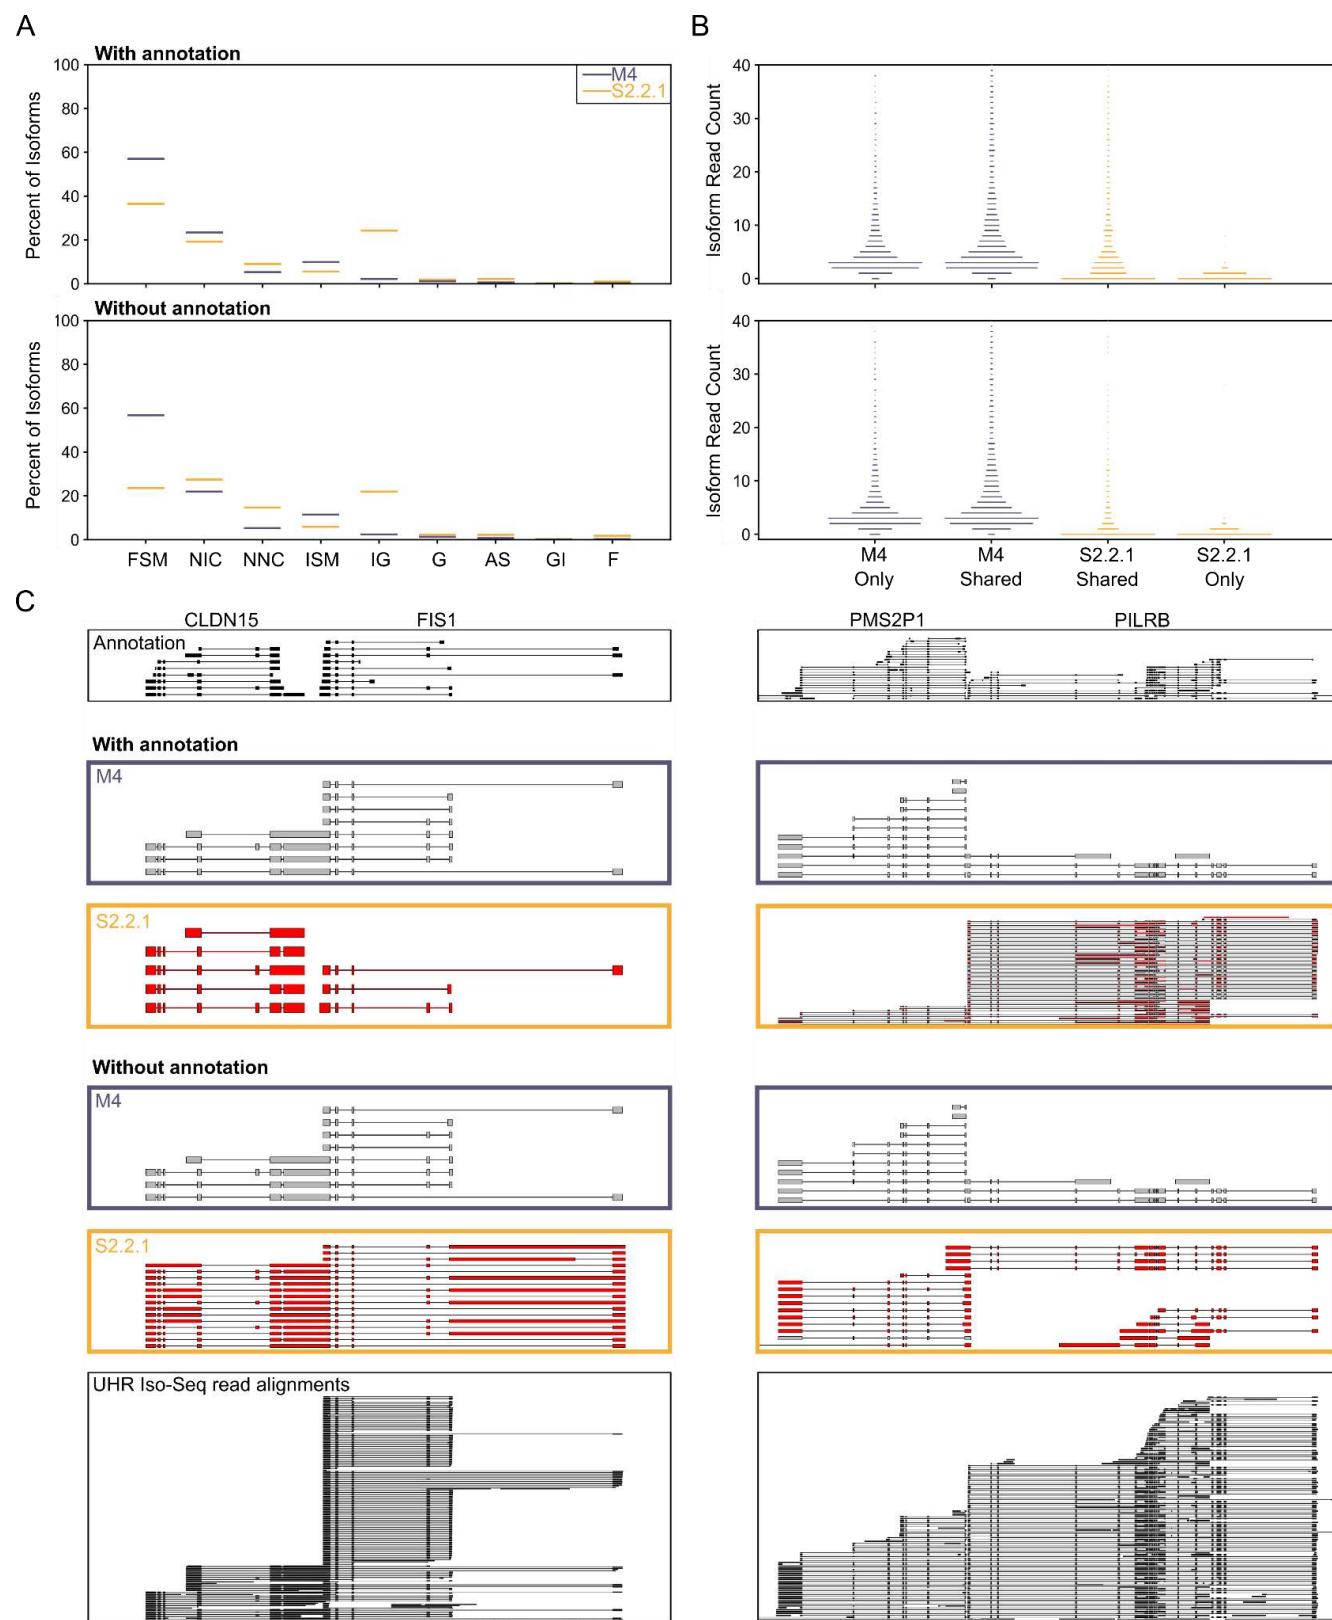 A
B
With annotation
M4
S2.2.1
Percent of Isoforms
100
80
60
40
20
0
Isoform Read Count
40
30
20
10
0
Without annotation
Percent of Isoforms
100
80
60
40
20
0
FSM NIC NNC ISM IG G AS GI F
Isoform Read Count
40
30
20
10
0
M4 Only
M4 Shared
S2.2.1 Shared
S2.2.1 Only
C
CLDN15 FIS1 PMS2P1 PILRB
Annotation
With annotation
M4
S2.2.1
Without annotation
M4
S2.2.1
UHR Iso-Seq read alignments